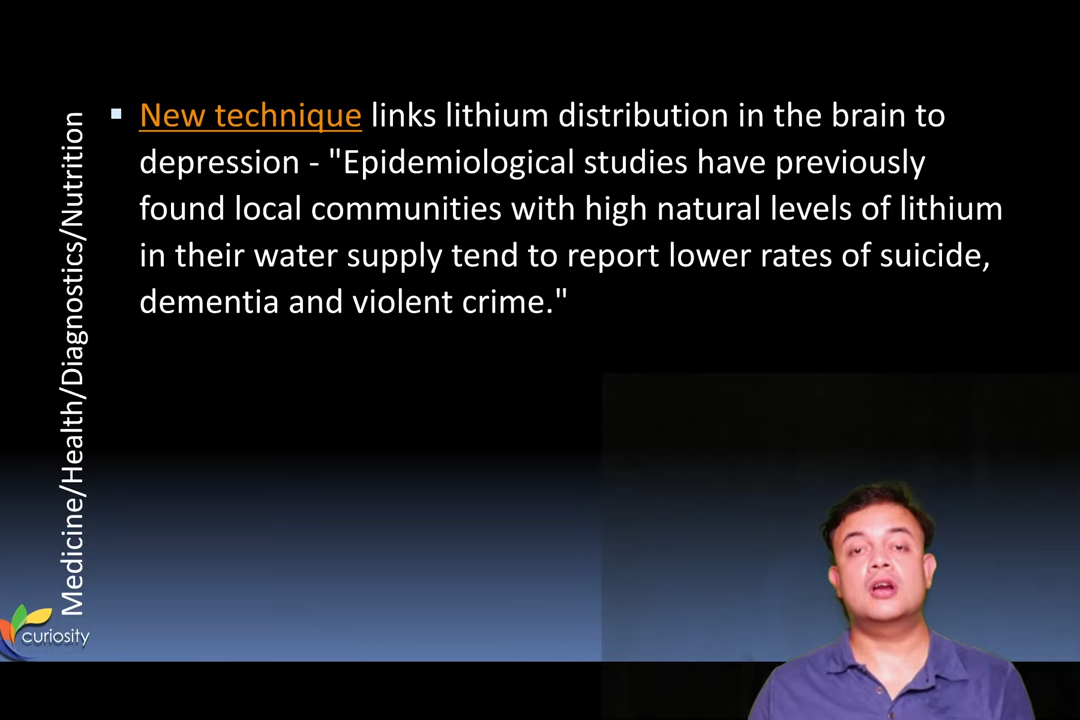 New technique links lithium distribution in the brain to
depression - "Epidemiological studies have previously
found local communities with high natural levels of lithium
in their water supply tend to report lower rates of suicide,
dementia and violent crime."
Medicine/Health/Diagnostics/Nutrition
curiosity